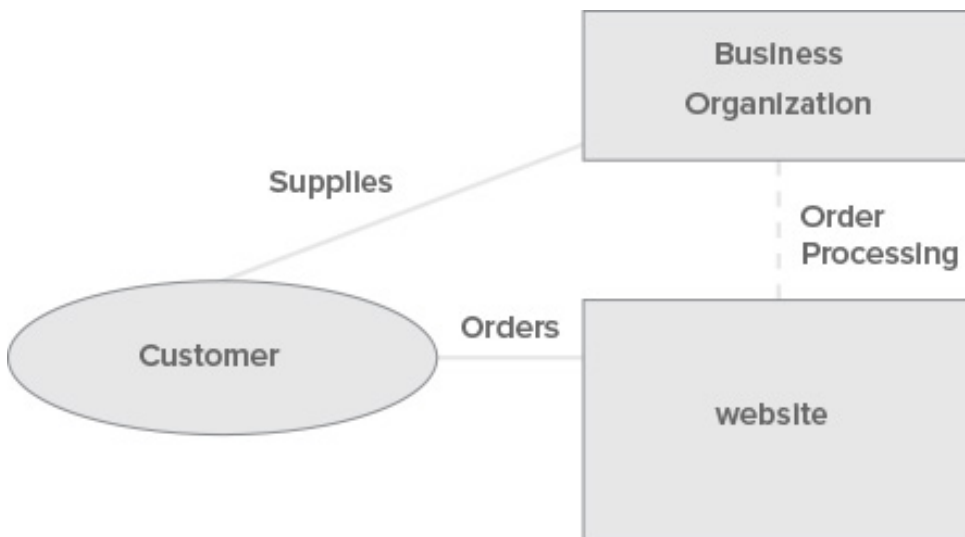 Business
Organization
Supplies
Order
Processing
Orders
Customer
website